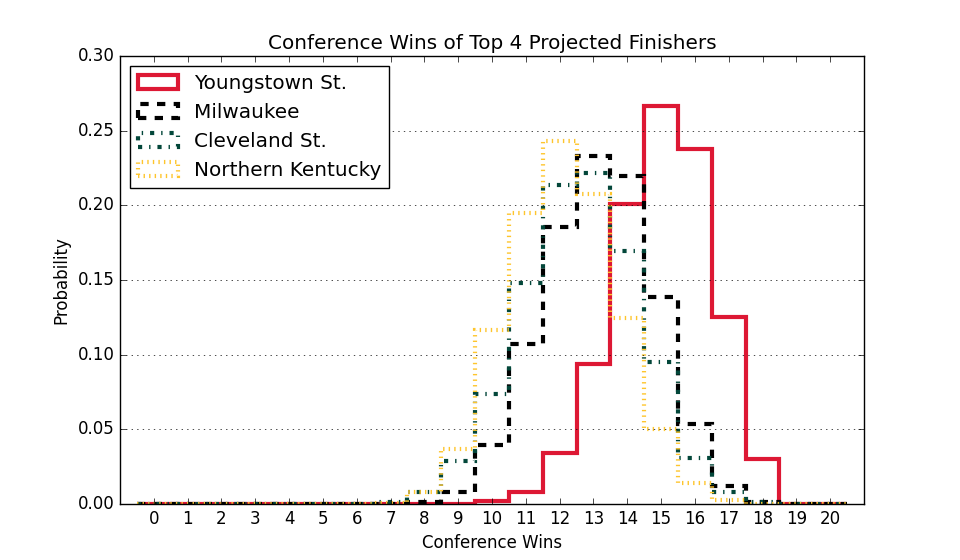 Conference Wins of Top 4 Projected Finishers
Youngstown St.
Milwaukee
Cleveland St.
Northern Kentucky
0.30
0.25
0.20
0.15
0.10
0.05
0.00
Probability
0 1 2 3 4 5 6 7 8 9 10 11 12 13 14 15 16 17 18 19 20
Conference Wins